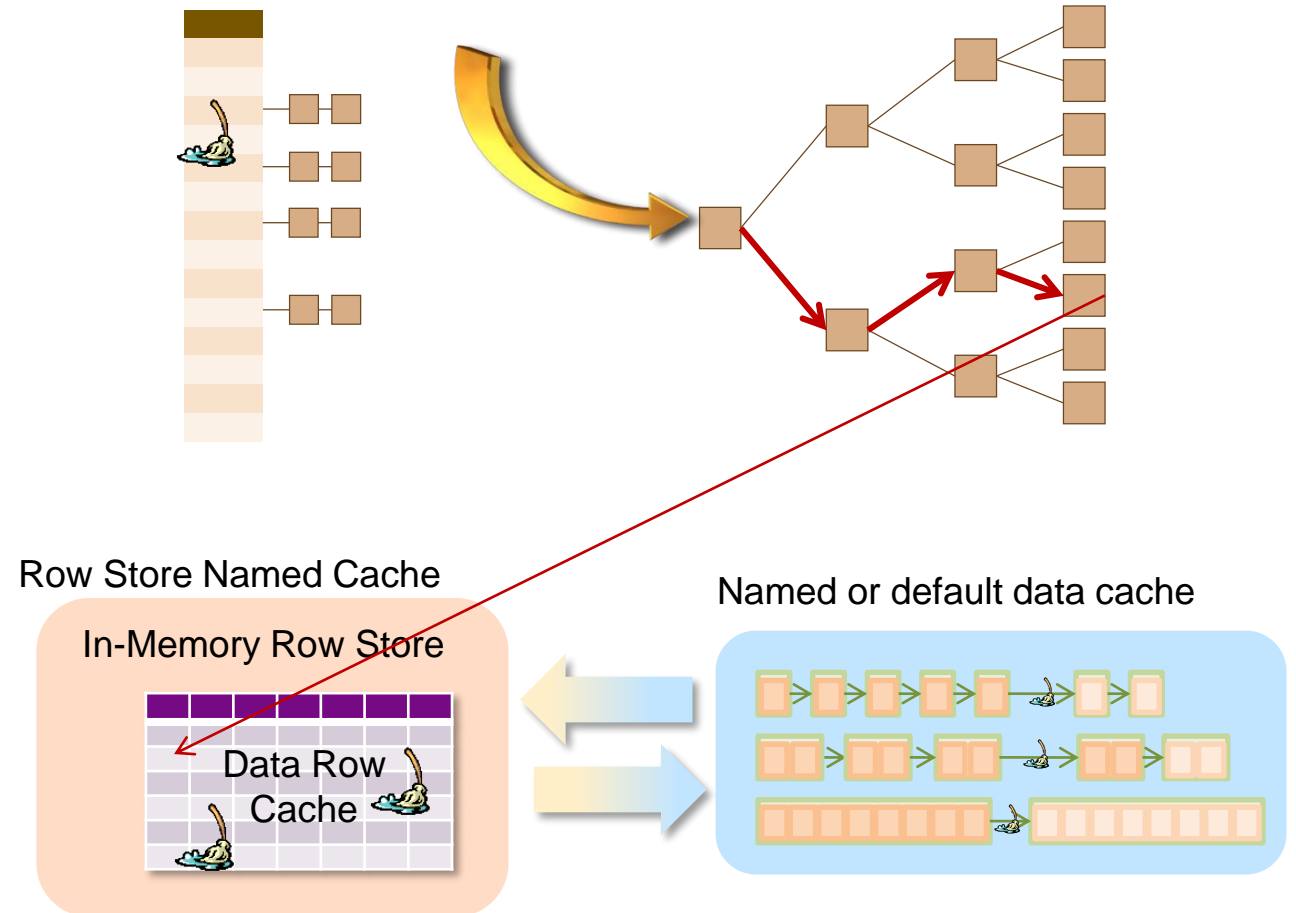 Row Store Named Cache
Named or default data cache
In-Memory Row Store
Data Row
Cache